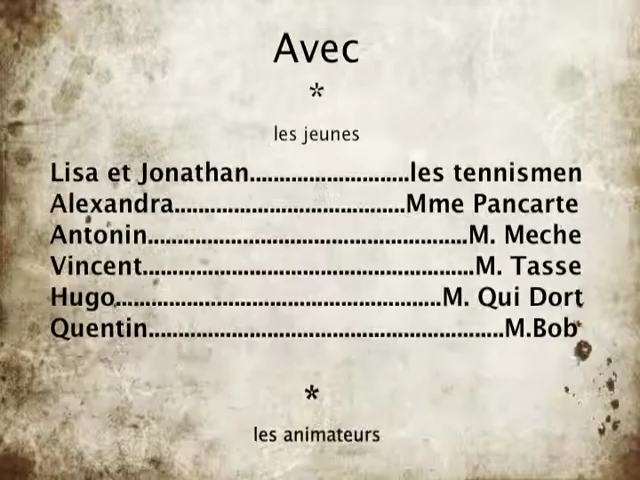 Avec
*
les jeunes
Lisa et Jonathan...........................les tennismen
Alexandra.......................................Mme Pancarte
Antonin......................................................M. Meche
Vincent........................................................M. Tasse
Hugo.......................................................M. Qui Dort
Quentin............................................................M.Bob
*
les animateurs